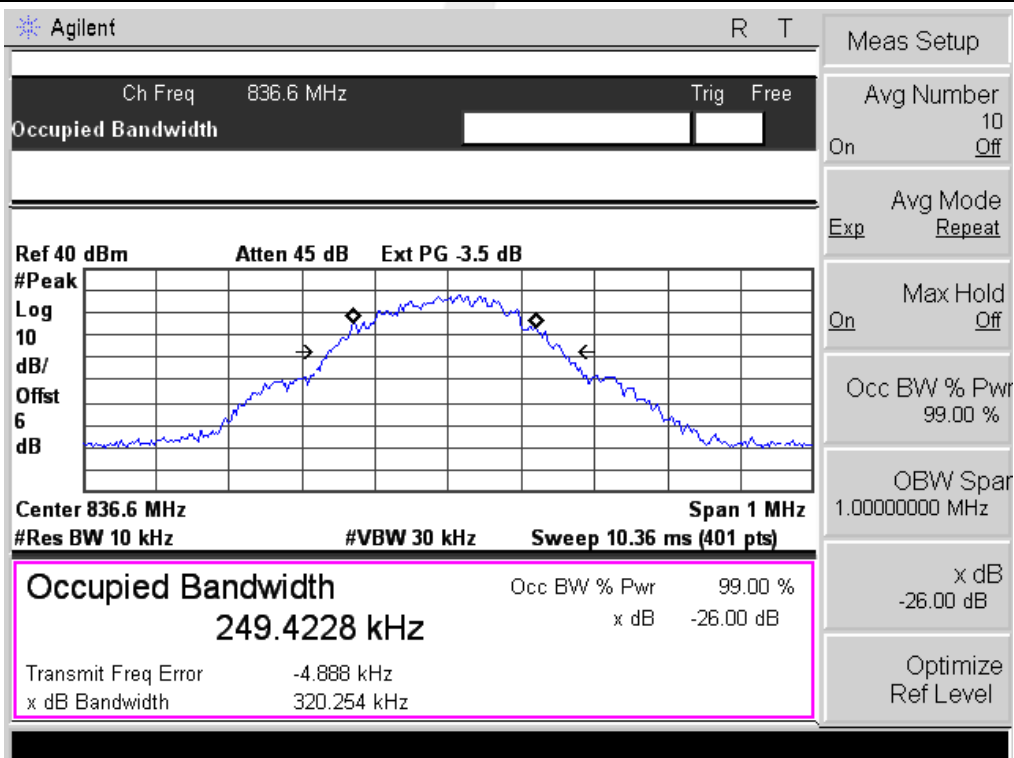 Agilent R T
Meas Setup
Ch Freq 836.6 MHz Trig Free
Occupied Bandwidth
Avg Number
10
On Off
Avg Mode
Exp Repeat
Max Hold
On Off
Occ BW % Pwr
99.00 %
OBW Span
1.00000000 MHz
x dB
-26.00 dB
Optimize
Ref Level
Ref 40 dBm Atten 45 dB Ext PG -3.5 dB
#Peak
Log
10
dB/
Offst
6
dB
Center 836.6 MHz Span 1 MHz
#Res BW 10 kHz #VBW 30 kHz Sweep 10.36 ms (401 pts)
Occupied Bandwidth Occ BW % Pwr 99.00 %
249.4228 kHz x dB -26.00 dB
Transmit Freq Error -4.888 kHz
x dB Bandwidth 320.254 kHz